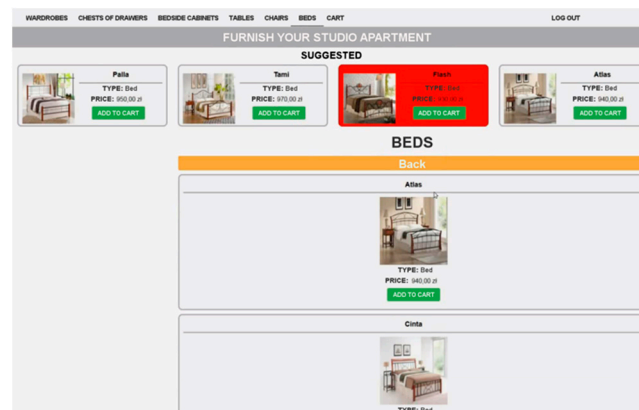 WARDROBES CHESTS OF DRAWERS BEDSIDE CABINETS TABLES CHAIRS BEDS CART LOG OUT
FURNISH YOUR STUDIO APARTMENT
SUGGESTED
Palla Tami Flash Atlas
TYPE: Bed TYPE: Bed TYPE: Bed TYPE: Bed
PRICE: 950,00 zł PRICE: 970,00 zł PRICE: zł PRICE: 940,00 zł
ADD TO CART ADD TO CART ADD TO CART ADD TO CART
BEDS
Back
Atlas
TYPE: Bed
PRICE: 940,00 zł
ADD TO CART
Cinta
TYPE: Bed